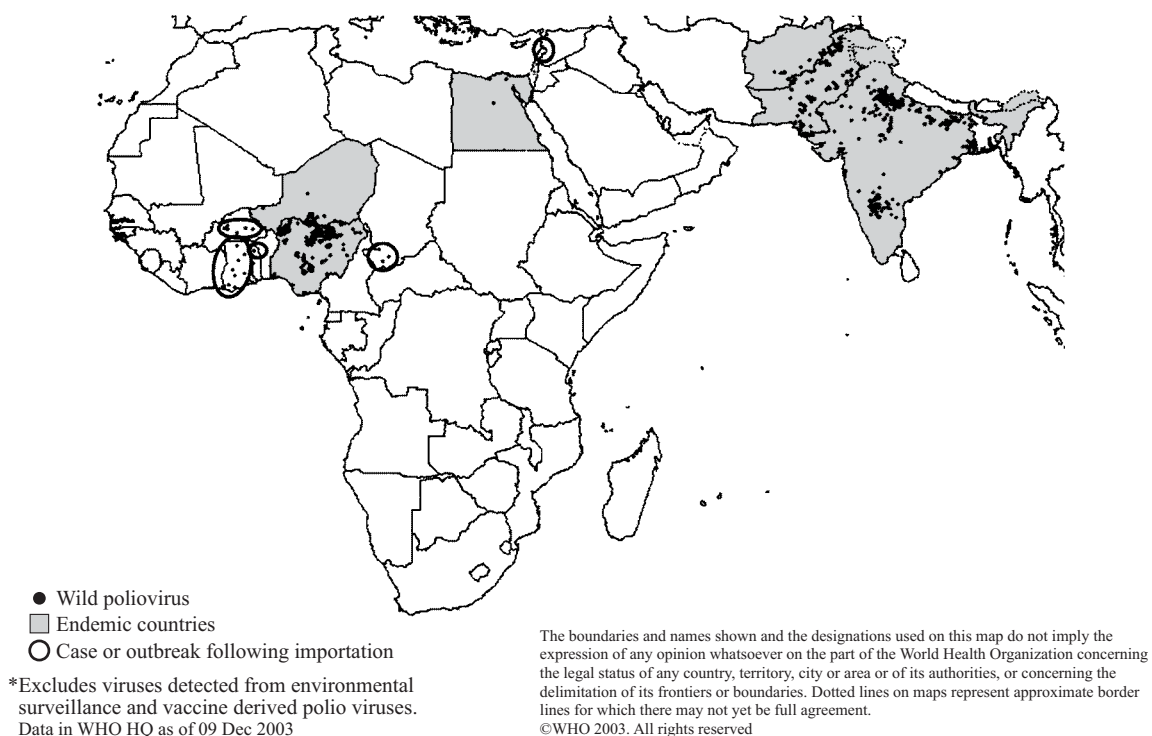 Wild poliovirus
Endemic countries
Case or outbreak following importation
*Excludes viruses detected from environmental
surveillance and vaccine derived polio viruses.
Data in WHO HQ as of 09 Dec 2003
The boundaries and names shown and the designations used on this map do not imply the
expression of any opinion whatsoever on the part of the World Health Organization concerning
the legal status of any country, territory, city or area or of its authorities, or concerning the
delimitation of its frontiers or boundaries. Dotted lines on maps represent approximate border
lines for which there may not yet be full agreement.
©WHO 2003. All rights reserved